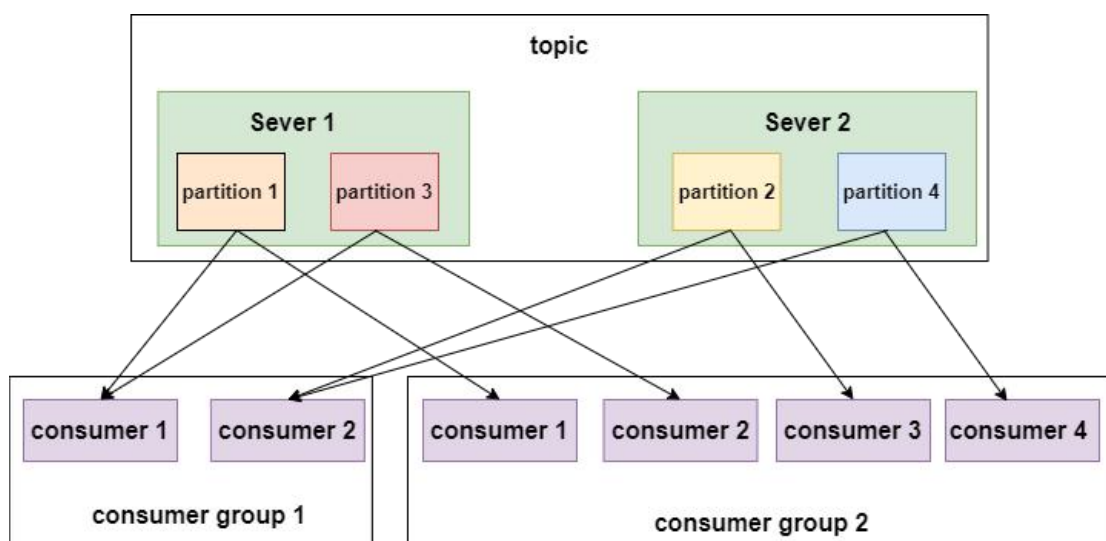 topic
Sever 1
Sever 2
partition 1
partition 3
partition 2
partition 4
consumer 1
consumer 2
consumer 1
consumer 2
consumer 3
consumer 4
consumer group 1
consumer group 2